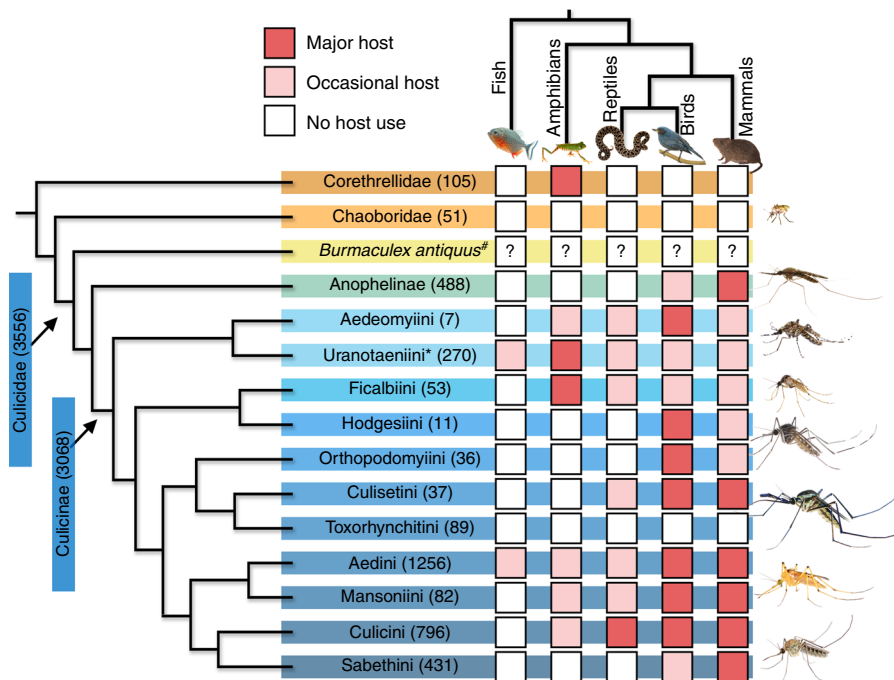 Major host
Occasional host
No host use
Fish
Amphibians
Reptiles
Birds
Mammals
Corethrellidae (105)
Chaoboridae (51)
Burmaculex antiquus# ? ? ? ? ?
Anophelinae (488)
Aedeomyiini (7)
Uranotaeniini* (270)
Ficalbiini (53)
Hodgesiini (11)
Orthopodomyiini (36)
Culisetini (37)
Toxorhynchitini (89)
Aedini (1256)
Mansoniini (82)
Culicini (796)
Sabethini (431)
Culicidae (3556)
Culicinae (3068)